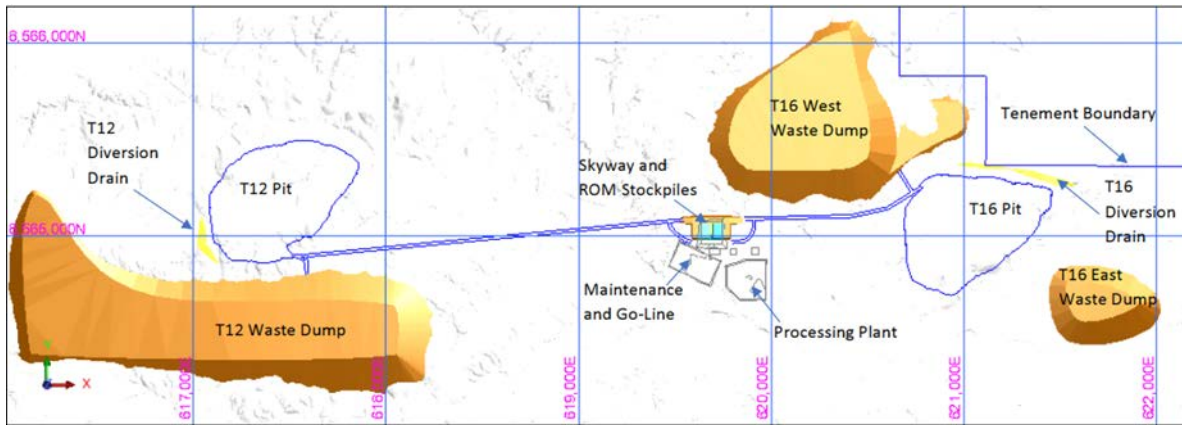 8,566,000N
T16 West
Waste Dump
Tenement Boundary
T12
Diversion
Drain
Skyway and
ROM Stockpiles
T12 Pit
T16 Pit
T16
Diversion
Drain
8,566,000N
T16 East
Waste Dump
Maintenance
and Go-Line
T12 Waste Dump
Processing Plant
Y
X
617,000E
618,000E
619,000E
620,000E
621,000E
622,000E